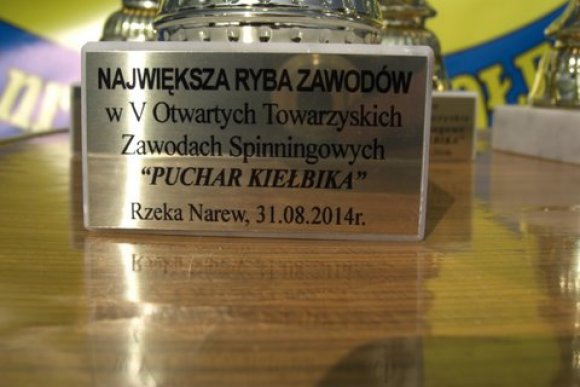 NAJWIĘKSZA RYBA ZAWODÓW
w V Otwartych Towarzyskich
Zawodach Spinningowych
“PUCHAR KIEŁBIKA”
Rzeka Narew, 31.08.2014r.